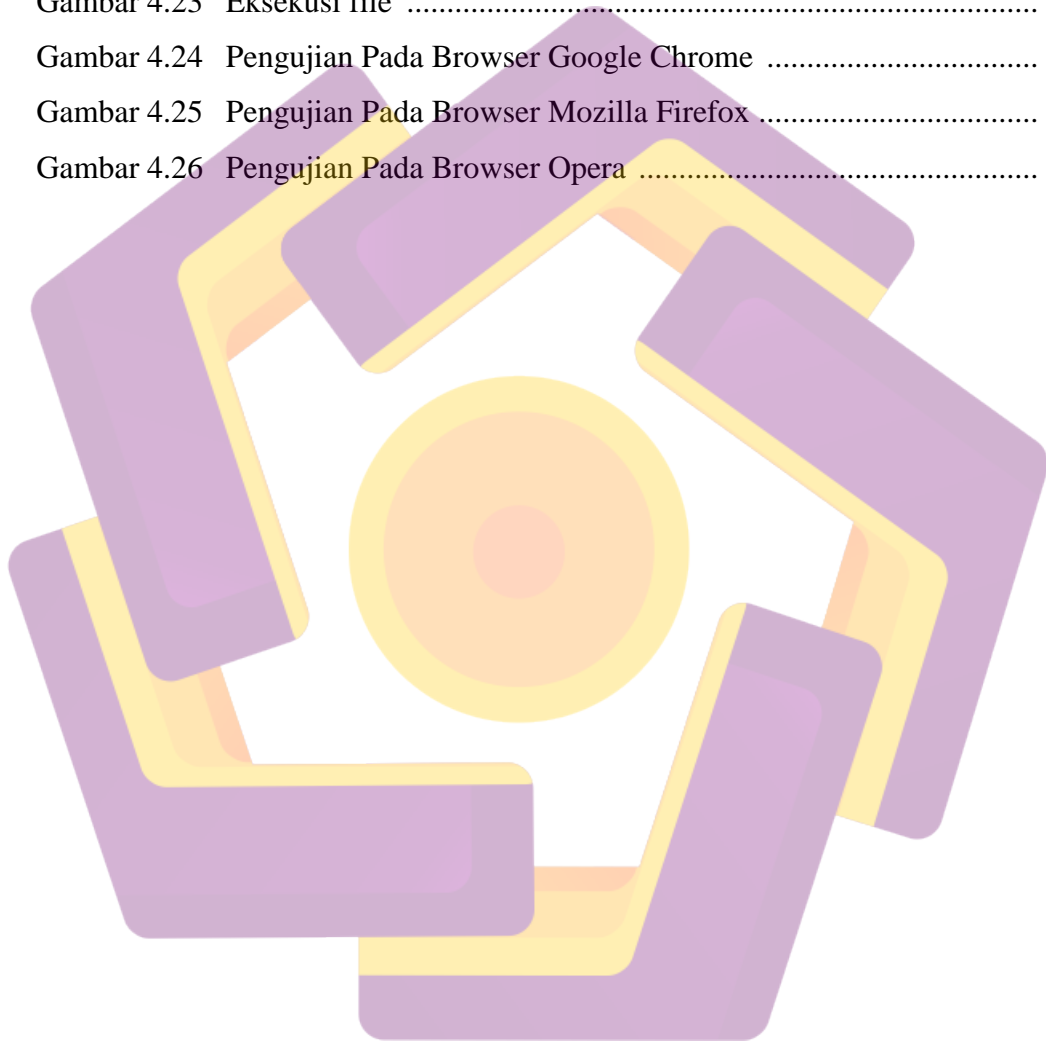 Gambar 4.23 Eksekusi file ................................................................................
Gambar 4.24 Pengujian Pada Browser Google Chrome ..................................
Gambar 4.25 Pengujian Pada Browser Mozilla Firefox ...................................
Gambar 4.26 Pengujian Pada Browser Opera ..................................................